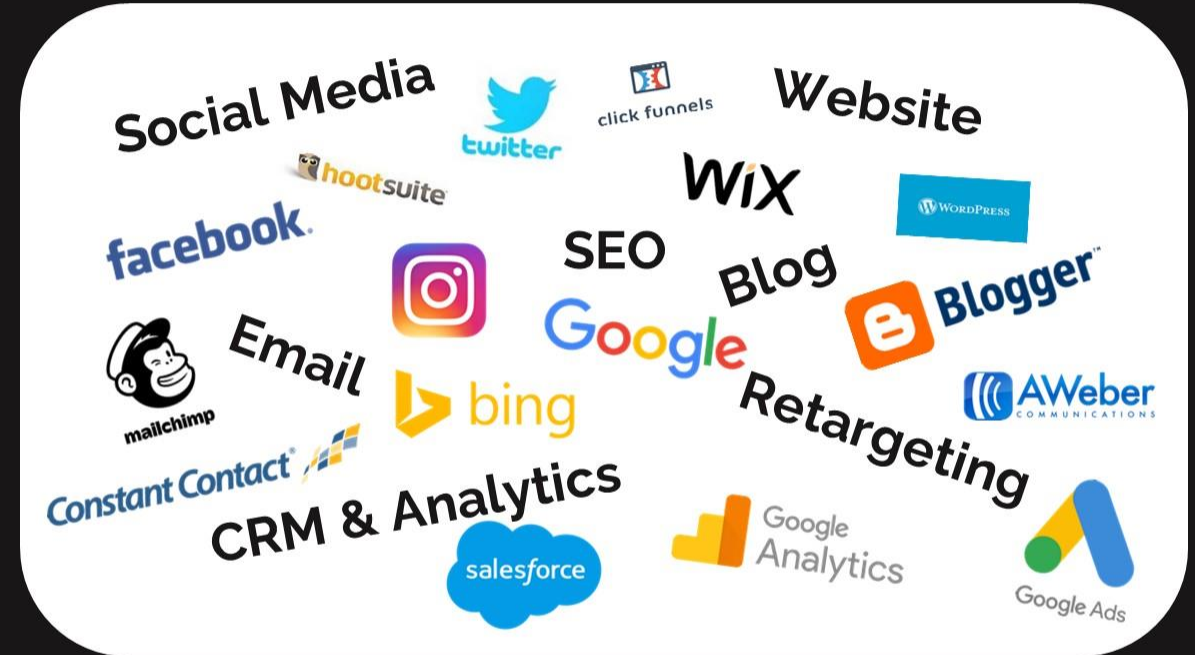 Social Media
twitter
click funnels
Website
hootsuite
WiX
WORDPRESS
facebook.
SEO
Blog
Blogger™
Google
Email
mailchimp
bing
Retargeting
AWeber
COMMUNICATIONS
Constant Contact®
CRM & Analytics
salesforce
Google
Analytics
Google Ads